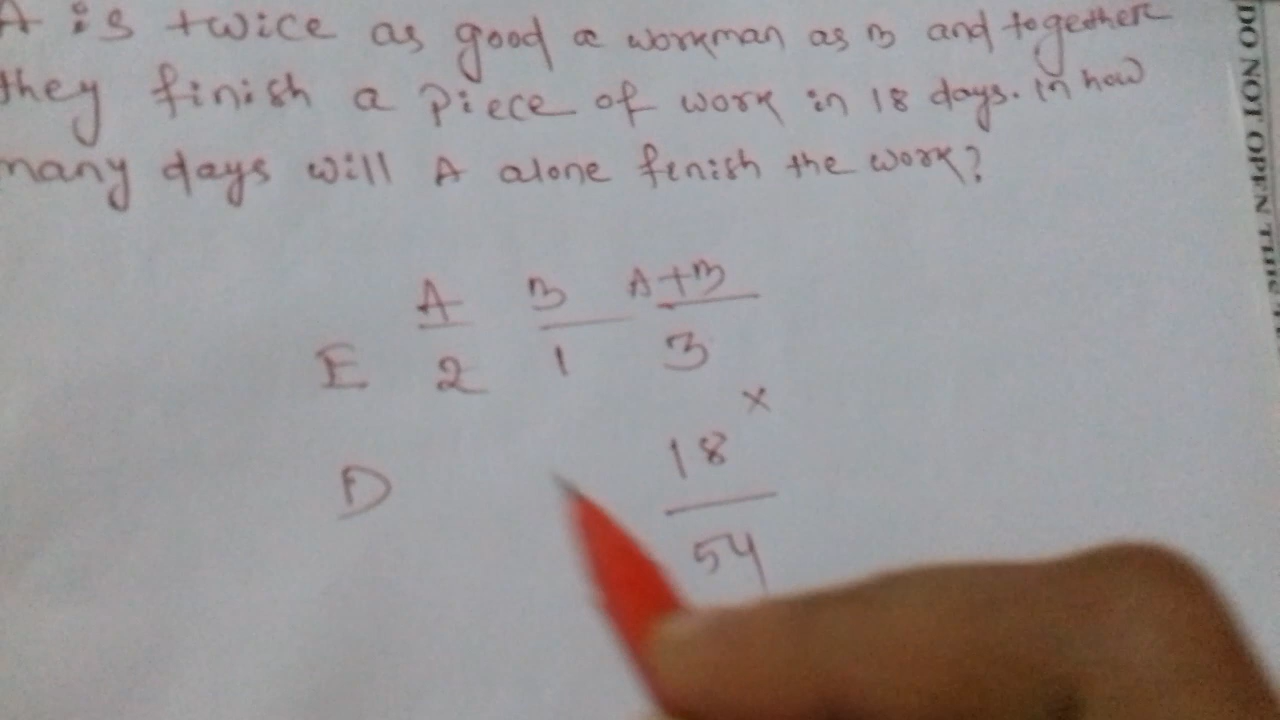 A is twice as good a workman as B and together
they finish a piece of work in 18 days. in how
many days will A alone finish the work?
A B A+B
E 2 1 3
×
D 18
54
DO NOT OPEN THIS